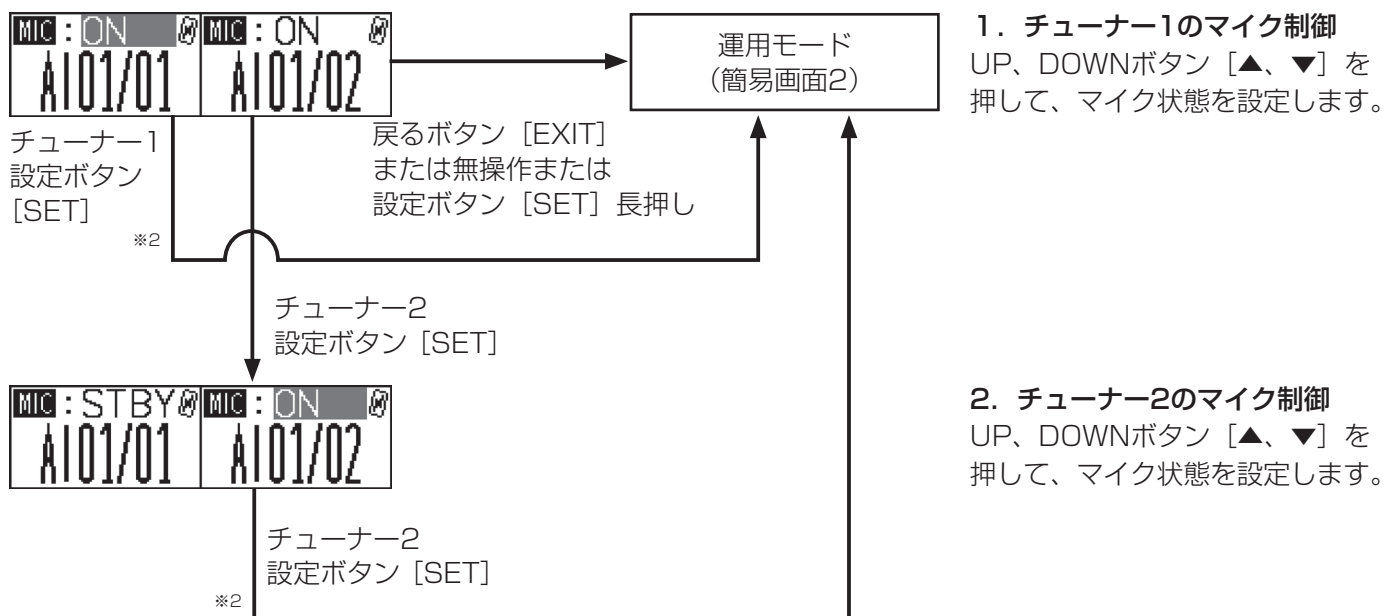 MIC : ON MIC : ON
A101/01 A101/02
運用モード
（簡易画面2）
1．チューナー1のマイク制御
UP、DOWNボタン［▲、▼］を
押して、マイク状態を設定します。
チューナー1
設定ボタン
［SET］
※2
戻るボタン［EXIT］
または無操作または
設定ボタン［SET］長押し
チューナー2
設定ボタン［SET］
MIC : STBY MIC : ON
A101/01 A101/02
2．チューナー2のマイク制御
UP、DOWNボタン［▲、▼］を
押して、マイク状態を設定します。
チューナー2
設定ボタン［SET］
※2